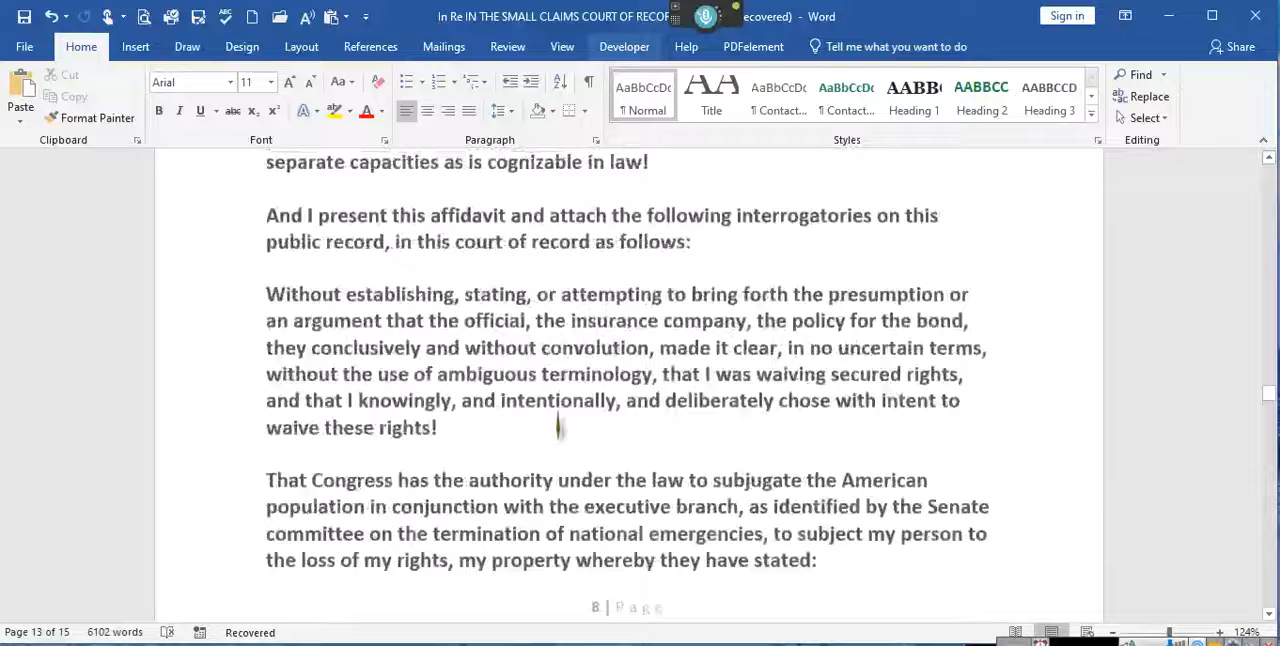 In Re IN THE SMALL CLAIMS COURT OF RECOR ecovered) - Word
Sign in
File Home Insert Draw Design Layout References Mailings Review View Developer Help PDFelement Tell me what you want to do Share
Paste Cut Copy Format Painter
Arial 11
AaBbCcDc ¶ Normal
AA Title
AaBbCcDc ¶ Contact...
AaBbCcDc ¶ Contact...
AABB Heading 1
AABBCC Heading 2
AABBCCD Heading 3
Find Replace Select
Clipboard Font Paragraph Styles Editing
separate capacities as is cognizable in law!
And I present this affidavit and attach the following interrogatories on this
public record, in this court of record as follows:
Without establishing, stating, or attempting to bring forth the presumption or
an argument that the official, the insurance company, the policy for the bond,
they conclusively and without convolution, made it clear, in no uncertain terms,
without the use of ambiguous terminology, that I was waiving secured rights,
and that I knowingly, and intentionally, and deliberately chose with intent to
waive these rights!
That Congress has the authority under the law to subjugate the American
population in conjunction with the executive branch, as identified by the Senate
committee on the termination of national emergencies, to subject my person to
the loss of my rights, my property whereby they have stated:
8 | Page
Page 13 of 15 6102 words Recovered 124%